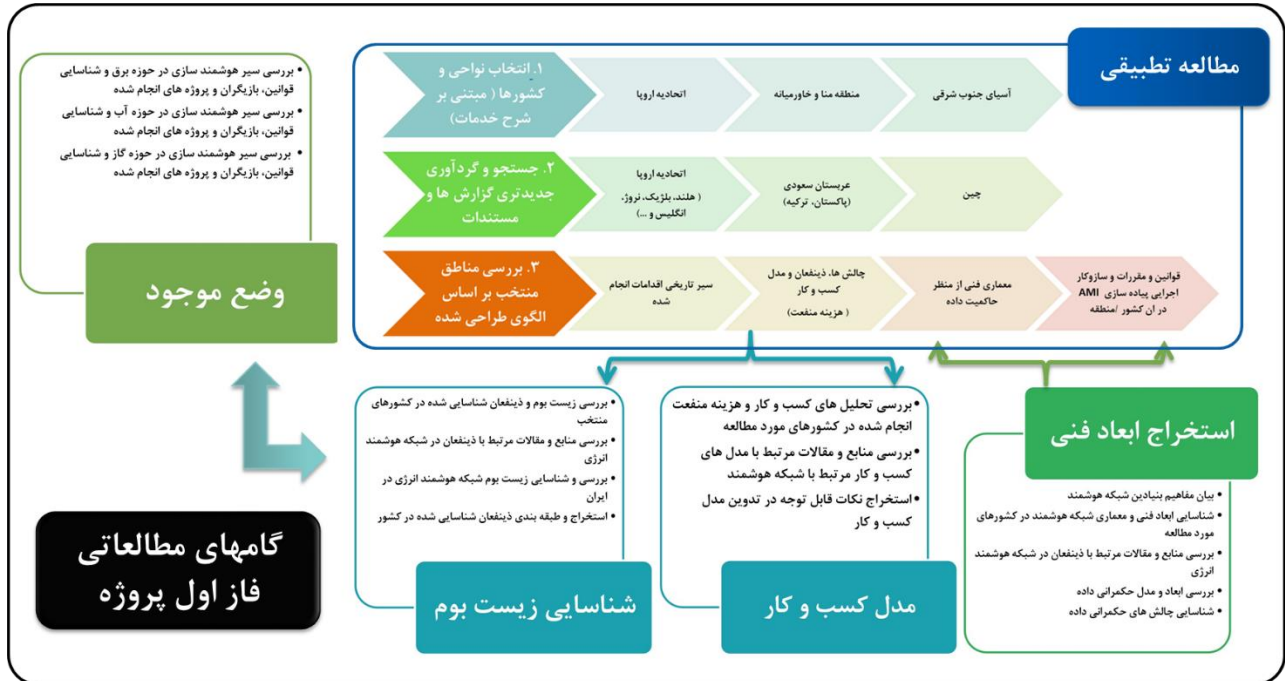 مطالعه تطبیقی
۱. انتخاب نواحی و
کشورها ( مبتنی بر
شرح خدمات)
اتحادیه اروپا
منطقه منا و خاورمیانه
آسیای جنوب شرقی
۲. جستجو و گردآوری
جدیدتری گزارش ها و
مستندات
اتحادیه اروپا
( هلند، بلژیک، نروژ،
انگلیس و ...)
عربستان سعودی
(پاکستان، ترکیه)
چین
۳. بررسی مناطق
منتخب بر اساس
الگوی طراحی شده
سیر تاریخی اقدامات انجام
شده
چالش ها، ذینفعان و مدل
کسب و کار
( هزینه منفعت)
معماری فنی از منظر
حاکمیت داده
قوانین و مقررات و سازوکار
اجرایی پیاده سازی AMI
در ان کشور /منطقه
• بررسی سیر هوشمند سازی در حوزه برق و شناسایی
قوانین، بازیگران و پروژه های انجام شده
• بررسی سیر هوشمند سازی در حوزه آب و شناسایی
قوانین، بازیگران و پروژه های انجام شده
• بررسی سیر هوشمند سازی در حوزه گاز و شناسایی
قوانین، بازیگران و پروژه های انجام شده
وضع موجود
استخراج ابعاد فنی
• بیان مفاهیم بنیادین شبکه هوشمند
• شناسایی ابعاد فنی و معماری شبکه هوشمند در کشورهای
مورد مطالعه
• بررسی منابع و مقالات مرتبط با ذینفعان در شبکه هوشمند
انرژی
• بررسی ابعاد و مدل حکمرانی داده
• شناسایی چالش های حکمرانی داده
• بررسی تحلیل های کسب و کار و هزینه منفعت
انجام شده در کشورهای مورد مطالعه
• بررسی منابع و مقالات مرتبط با مدل های
کسب و کار مرتبط با شبکه هوشمند
• استخراج نکات قابل توجه در تدوین مدل
کسب و کار
مدل کسب و کار
• بررسی زیست بوم و ذینفعان شناسایی شده در کشورهای
منتخب
• بررسی منابع و مقالات مرتبط با ذینفعان در شبکه هوشمند
انرژی
• بررسی و شناسایی زیست بوم شبکه هوشمند انرژی در
ایران
• استخراج و طبقه بندی ذینفعان شناسایی شده در کشور
شناسایی زیست بوم
گامهای مطالعاتی
فاز اول پروژه